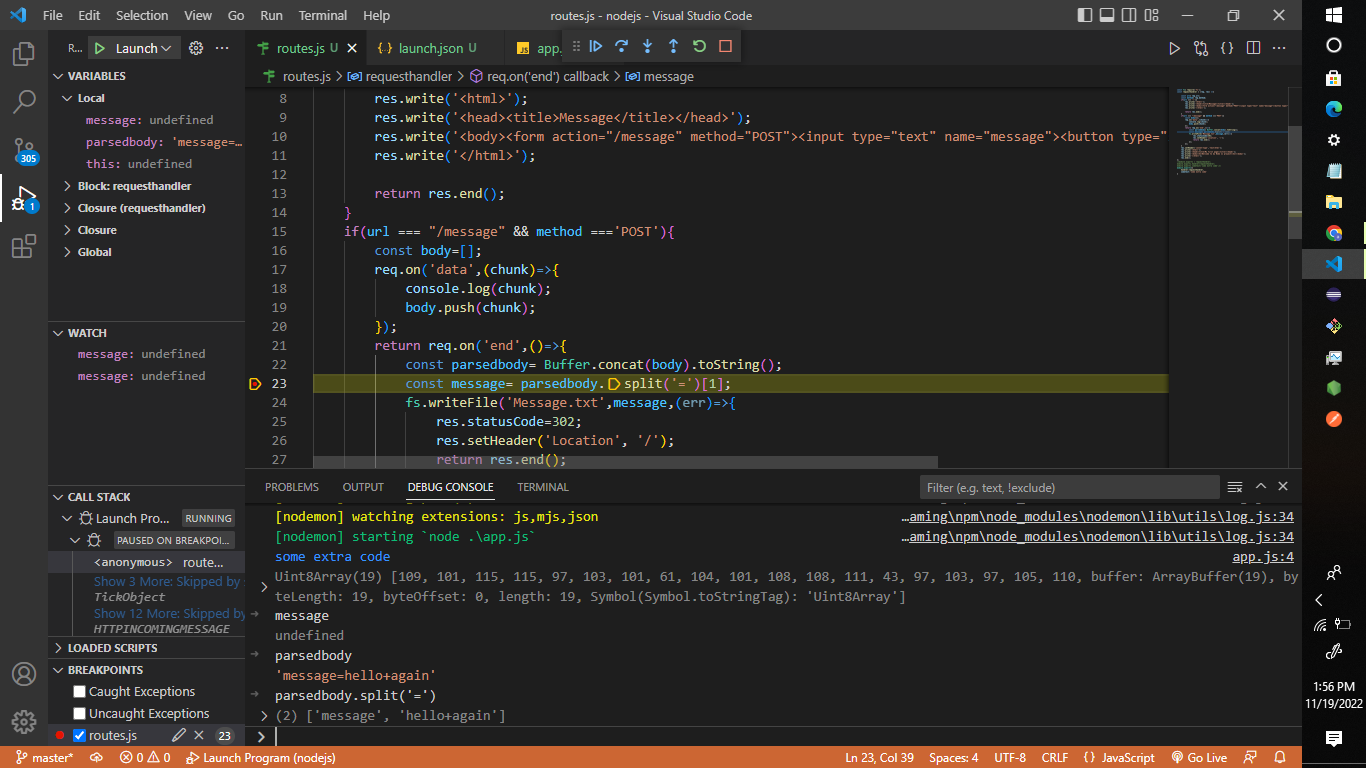 File Edit Selection View Go Run Terminal Help routes.js - nodejs - Visual Studio Code
R... Launch routes.js U launch.json U app.
routes.js > requesthandler > req.on('end') callback > message
VARIABLES
Local
message: undefined
parsedbody: 'message=...
this: undefined
Block: requesthandler
Closure (requesthandler)
Closure
Global
WATCH
message: undefined
message: undefined
CALL STACK
Launch Pro... RUNNING
PAUSED ON BREAKPOI...
<anonymous> route...
Show 3 More: Skipped by
TickObject
Show 12 More: Skipped by
HTTPINCOMINGMESSAGE
LOADED SCRIPTS
BREAKPOINTS
Caught Exceptions
Uncaught Exceptions
routes.js 23
305
1
8 res.write('<html>');
9 res.write('<head><title>Message</title></head>');
10 res.write('<body><form action="/message" method="POST"><input type="text" name="message"><button type="
11 res.write('</html>');
12
13 return res.end();
14 }
15 if(url === "/message" && method ==='POST'){
16 const body=[];
17 req.on('data',(chunk)=>{
18 console.log(chunk);
19 body.push(chunk);
20 });
21 return req.on('end',()=>{
22 const parsedbody= Buffer.concat(body).toString();
23 const message= parsedbody.split('=')[1];
24 fs.writeFile('Message.txt',message,(err)=>{
25 res.statusCode=302;
26 res.setHeader('Location', '/');
27 return res.end();
PROBLEMS OUTPUT DEBUG CONSOLE TERMINAL Filter (e.g. text, !exclude)
[nodemon] watching extensions: js,mjs,json …aming\npm\node_modules\nodemon\lib\utils\log.js:34
[nodemon] starting `node .\app.js` …aming\npm\node_modules\nodemon\lib\utils\log.js:34
some extra code app.js:4
Uint8Array(19) [109, 101, 115, 115, 97, 103, 101, 61, 104, 101, 108, 108, 111, 43, 97, 103, 97, 105, 110, buffer: ArrayBuffer(19), by
teLength: 19, byteOffset: 0, length: 19, Symbol(Symbol.toStringTag): 'Uint8Array']
message
undefined
parsedbody
'message=hello+again'
parsedbody.split('=')
(2) ['message', 'hello+again']
master* 0 0 Launch Program (nodejs) Ln 23, Col 39 Spaces: 4 UTF-8 CRLF JavaScript Go Live
1:56 PM
11/19/2022